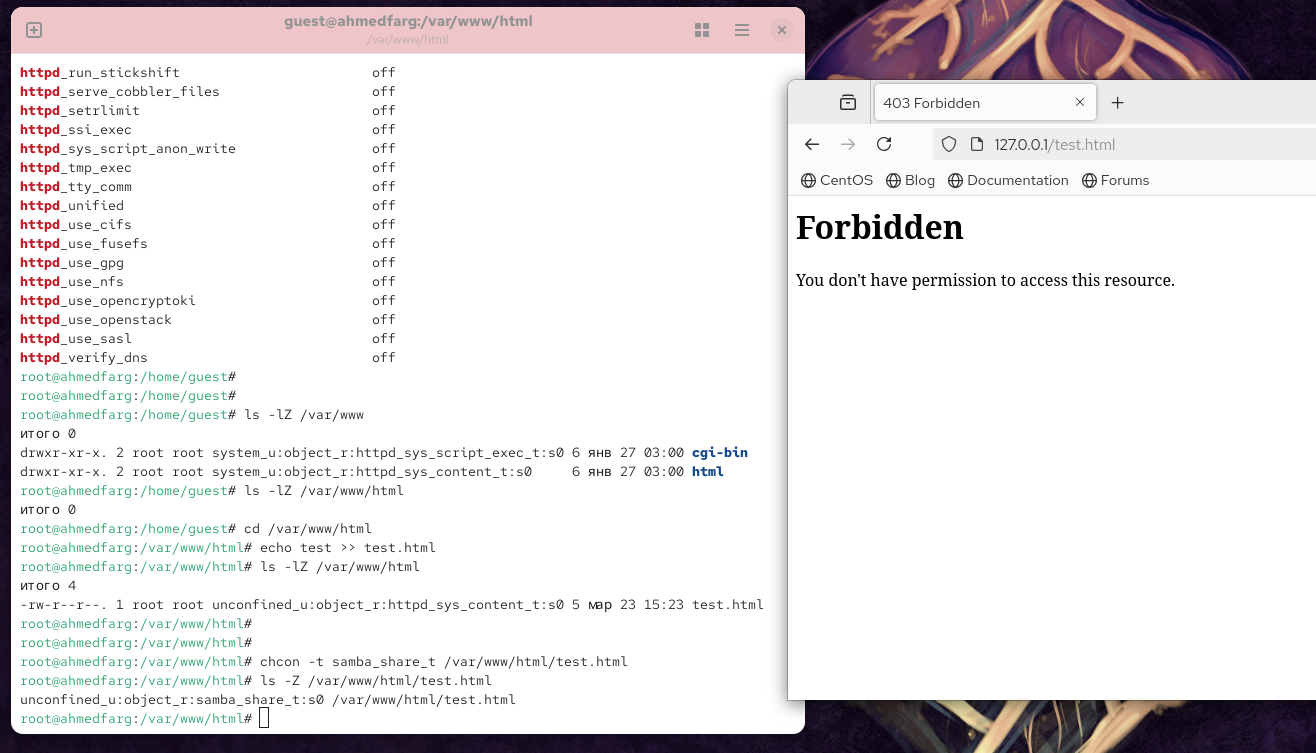 guest@ahmedfarg:/var/www/html
/var/www/html
httpd_run_stickshift                        off
httpd_serve_cobbler_files                   off
httpd_setrlimit                             off
httpd_ssi_exec                              off
httpd_sys_script_anon_write                 off
httpd_tmp_exec                              off
httpd_tty_comm                              off
httpd_unified                               off
httpd_use_cifs                              off
httpd_use_fusefs                            off
httpd_use_gpg                               off
httpd_use_nfs                               off
httpd_use_opencryptoki                      off
httpd_use_openstack                         off
httpd_use_sasl                              off
httpd_verify_dns                            off
root@ahmedfarg:/home/guest#
root@ahmedfarg:/home/guest#
root@ahmedfarg:/home/guest# ls -lZ /var/www
итого 0
drwxr-xr-x. 2 root root system_u:object_r:httpd_sys_script_exec_t:s0 6 янв 27 03:00 cgi-bin
drwxr-xr-x. 2 root root system_u:object_r:httpd_sys_content_t:s0     6 янв 27 03:00 html
root@ahmedfarg:/home/guest# ls -lZ /var/www/html
итого 0
root@ahmedfarg:/home/guest# cd /var/www/html
root@ahmedfarg:/var/www/html# echo test >> test.html
root@ahmedfarg:/var/www/html# ls -lZ /var/www/html
итого 4
-rw-r--r--. 1 root root unconfined_u:object_r:httpd_sys_content_t:s0 5 мар 23 15:23 test.html
root@ahmedfarg:/var/www/html#
root@ahmedfarg:/var/www/html#
root@ahmedfarg:/var/www/html# chcon -t samba_share_t /var/www/html/test.html
root@ahmedfarg:/var/www/html# ls -Z /var/www/html/test.html
unconfined_u:object_r:samba_share_t:s0 /var/www/html/test.html
root@ahmedfarg:/var/www/html#
403 Forbidden
127.0.0.1/test.html
CentOS Blog Documentation Forums
Forbidden
You don't have permission to access this resource.